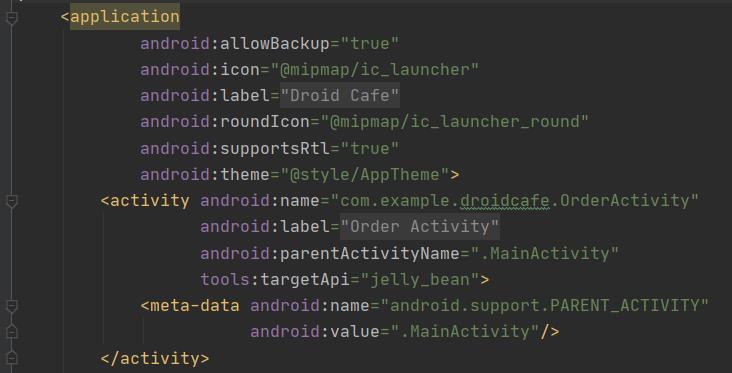 <application
android:allowBackup="true"
android:icon="@mipmap/ic_launcher"
android:label="Droid Cafe"
android:roundIcon="@mipmap/ic_launcher_round"
android:supportsRtl="true"
android:theme="@style/AppTheme">
<activity android:name="com.example.droidcafe.OrderActivity"
android:label="Order Activity"
android:parentActivityName=".MainActivity"
tools:targetApi="jelly_bean">
<meta-data android:name="android.support.PARENT_ACTIVITY"
android:value=".MainActivity"/>
</activity>